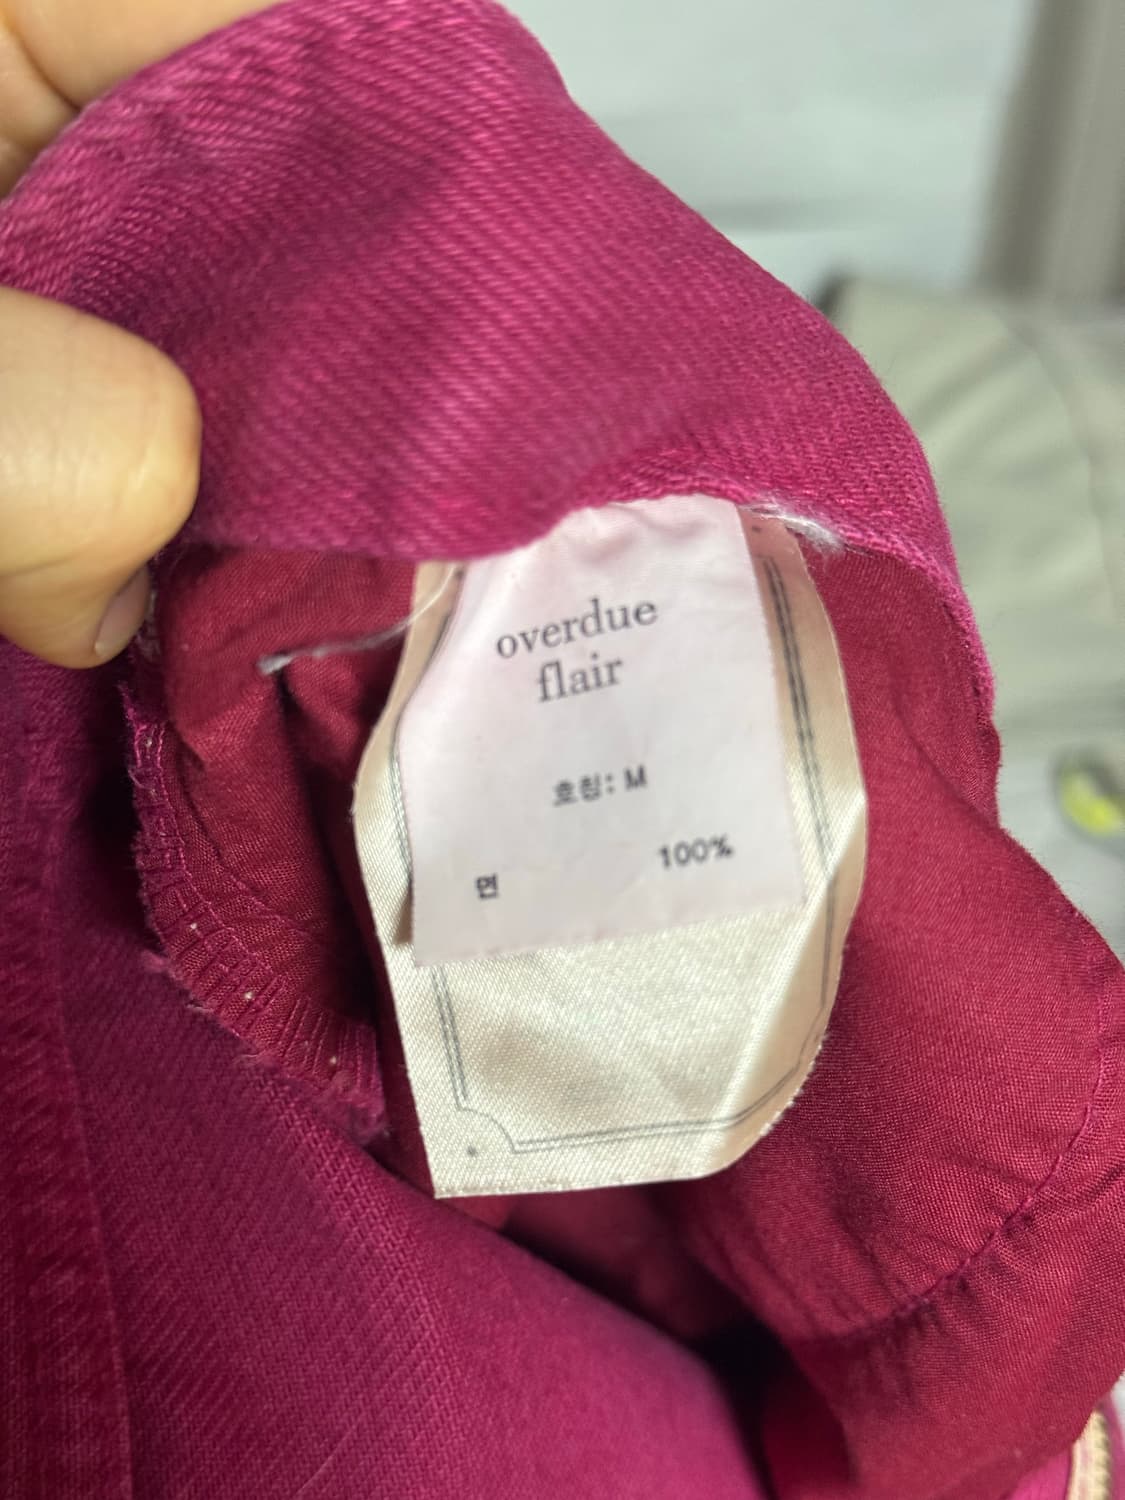 overdue
flair
호칭: M
면 100%